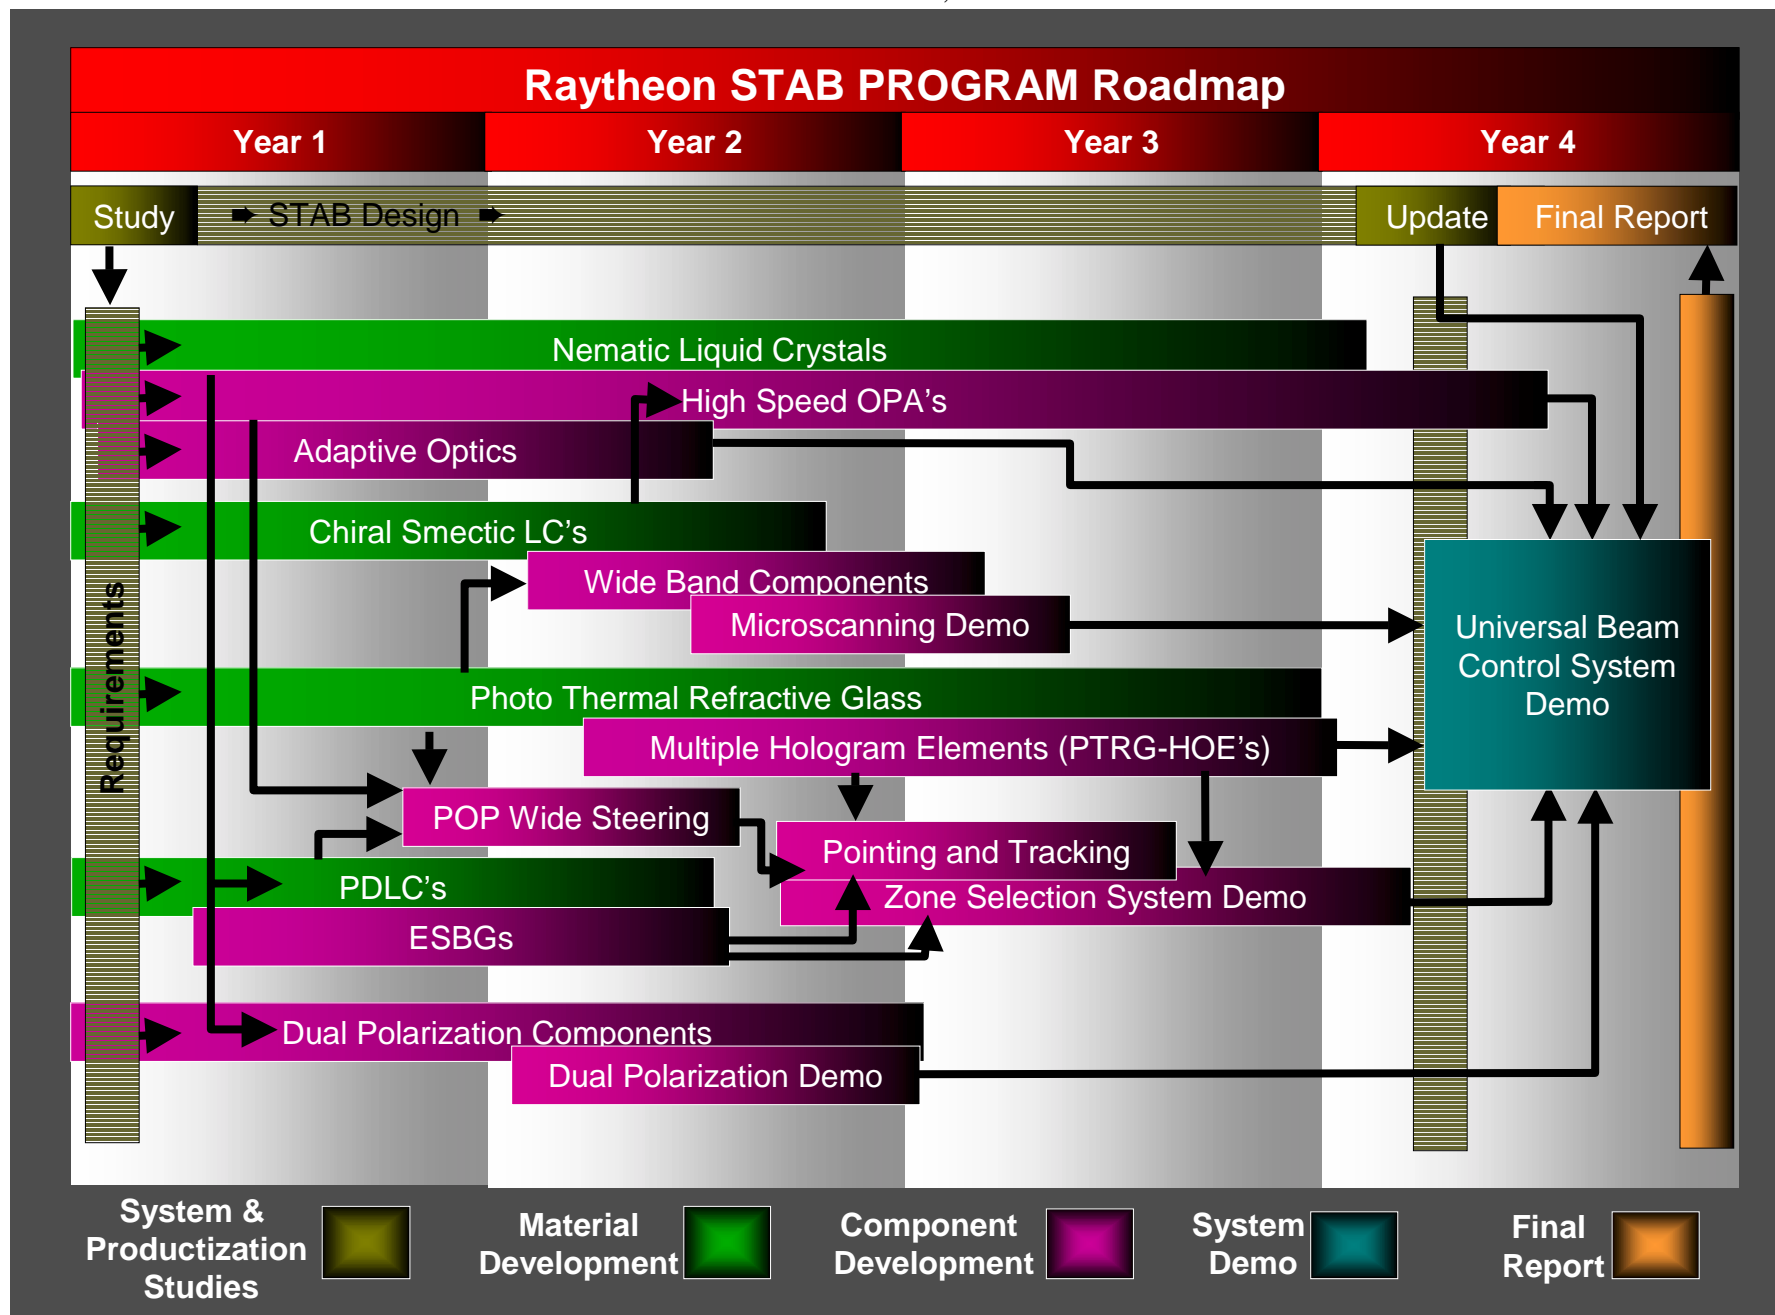 Raytheon STAB PROGRAM Roadmap
Year 1
Year 2
Year 3
Year 4
Study
STAB Design
Update
Final Report
Requirements
Nematic Liquid Crystals
High Speed OPA's
Adaptive Optics
Chiral Smectic LC's
Wide Band Components
Microscanning Demo
Universal Beam
Control System
Demo
Photo Thermal Refractive Glass
Multiple Hologram Elements (PTRG-HOE's)
POP Wide Steering
Pointing and Tracking
PDLC's
Zone Selection System Demo
ESBGs
Dual Polarization Components
Dual Polarization Demo
System &
Productization
Studies
Material
Development
Component
Development
System
Demo
Final
Report